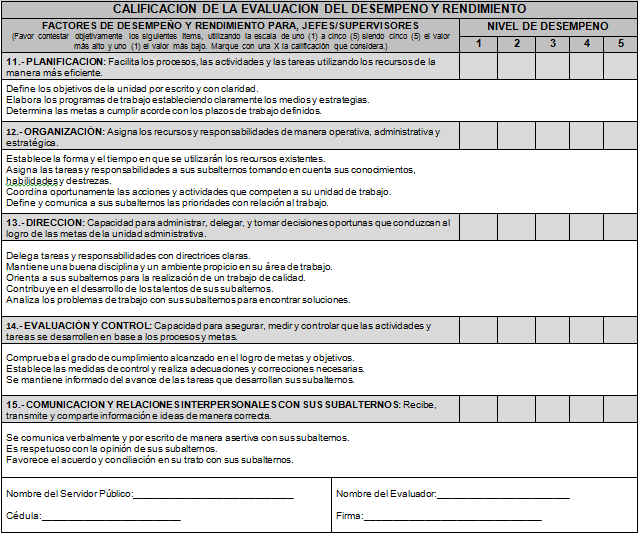 CALIFICACION DE LA EVALUACION DEL DESEMPEÑO Y RENDIMIENTO
FACTORES DE DESEMPEÑO Y RENDIMIENTO PARA, JEFES/SUPERVISORES
(Favor contestar objetivamente los siguientes ítems, utilizando la escala de uno (1) a cinco (5) siendo cinco (5) el valor
más alto y uno (1) el valor más bajo. Marque con una X la calificación que considera.)
NIVEL DE DESEMPEÑO
1 2 3 4 5
11.- PLANIFICACION: Facilita los procesos, las actividades y las tareas utilizando los recursos de la
manera más eficiente.
Define los objetivos de la unidad por escrito y con claridad.
Elabora los programas de trabajo estableciendo claramente los medios y estrategias.
Determina las metas a cumplir acorde con los plazos de trabajo definidos.
12.- ORGANIZACIÓN: Asigna los recursos y responsabilidades de manera operativa, administrativa y
estratégica.
Establece la forma y el tiempo en que se utilizarán los recursos existentes.
Asigna las tareas y responsabilidades a sus subalternos tomando en cuenta sus conocimientos,
habilidades y destrezas.
Coordina oportunamente las acciones y actividades que competen a su unidad de trabajo.
Define y comunica a sus subalternos las prioridades con relación al trabajo.
13.- DIRECCION: Capacidad para administrar, delegar, y tomar decisiones oportunas que conduzcan al
logro de las metas de la unidad administrativa.
Delega tareas y responsabilidades con directrices claras.
Mantiene una buena disciplina y un ambiente propicio en su área de trabajo.
Orienta a sus subalternos para la realización de un trabajo de calidad.
Contribuye en el desarrollo de los talentos de sus subalternos.
Analiza los problemas de trabajo con sus subalternos para encontrar soluciones.
14.- EVALUACIÓN Y CONTROL: Capacidad para asegurar, medir y controlar que las actividades y
tareas se desarrollen en base a los procesos y metas.
Comprueba el grado de cumplimiento alcanzado en el logro de metas y objetivos.
Establece las medidas de control y realiza adecuaciones y correcciones necesarias.
Se mantiene informado del avance de las tareas que desarrollan sus subalternos.
15.- COMUNICACION Y RELACIONES INTERPERSONALES CON SUS SUBALTERNOS: Recibe,
transmite y comparte información e ideas de manera correcta.
Se comunica verbalmente y por escrito de manera asertiva con sus subalternos.
Es respetuoso con la opinión de sus subalternos.
Favorece el acuerdo y conciliación en su trato con sus subalternos.
Nombre del Servidor Público:_____________________________
Cédula:_________________________
Nombre del Evaluador:________________________
Firma:_____________________________________